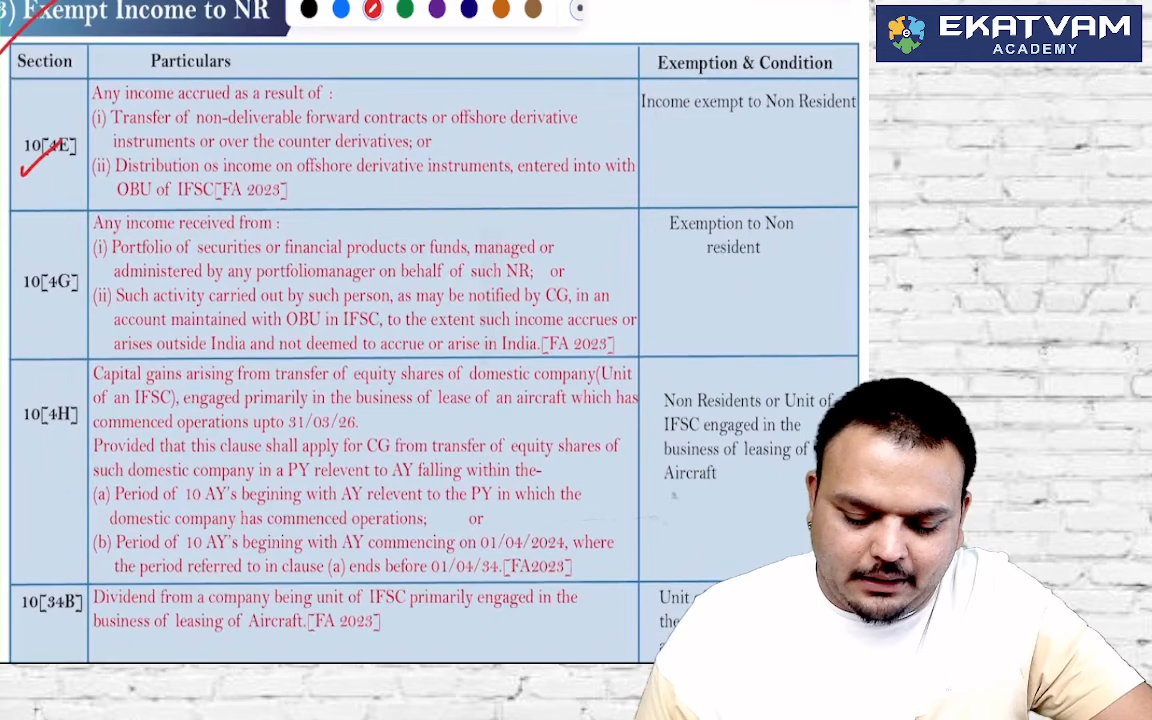 3) Exempt Income to NR
EKATVAM
ACADEMY
Section
Particulars
Exemption & Condition
10[4E]
Any income accrued as a result of :
(i) Transfer of non-deliverable forward contracts or offshore derivative
instruments or over the counter derivatives; or
(ii) Distribution os income on offshore derivative instruments, entered into with
OBU of IFSC[FA 2023]
Income exempt to Non Resident
10[4G]
Any income received from :
(i) Portfolio of securities or financial products or funds, managed or
administered by any portfoliomanager on behalf of such NR; or
(ii) Such activity carried out by such person, as may be notified by CG, in an
account maintained with OBU in IFSC, to the extent such income accrues or
arises outside India and not deemed to accrue or arise in India.[FA 2023]
Exemption to Non
resident
10[4H]
Capital gains arising from transfer of equity shares of domestic company(Unit
of an IFSC), engaged primarily in the business of lease of an aircraft which has
commenced operations upto 31/03/26.
Provided that this clause shall apply for CG from transfer of equity shares of
such domestic company in a PY relevent to AY falling within the-
(a) Period of 10 AY's begining with AY relevent to the PY in which the
domestic company has commenced operations; or
(b) Period of 10 AY's begining with AY commencing on 01/04/2024, where
the period referred to in clause (a) ends before 01/04/34.[FA2023]
Non Residents or Unit of
IFSC engaged in the
business of leasing of
Aircraft
10[34B]
Dividend from a company being unit of IFSC primarily engaged in the
business of leasing of Aircraft.[FA 2023]
Unit
the